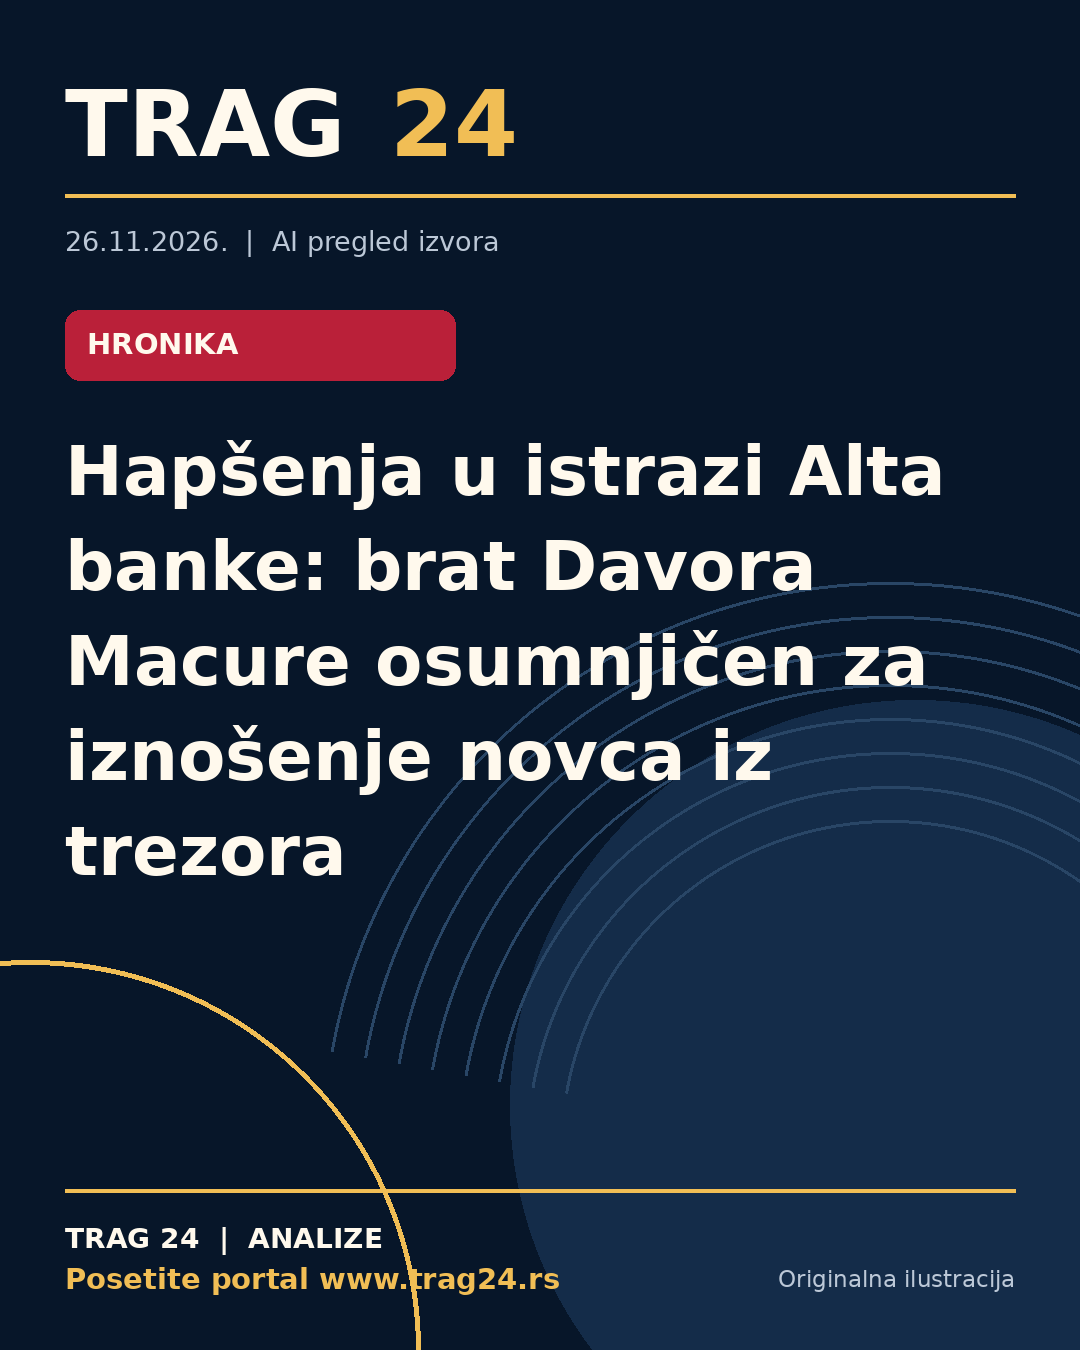 TRAG 24
26.11.2026. | AI pregled izvora
HRONIKA
Hapšenja u istrazi Alta
banke: brat Davora
Macure osumnjičen za
iznošenje novca iz
trezora
TRAG 24 | ANALIZE
Posetite portal www.trag24.rs
Originalna ilustracija